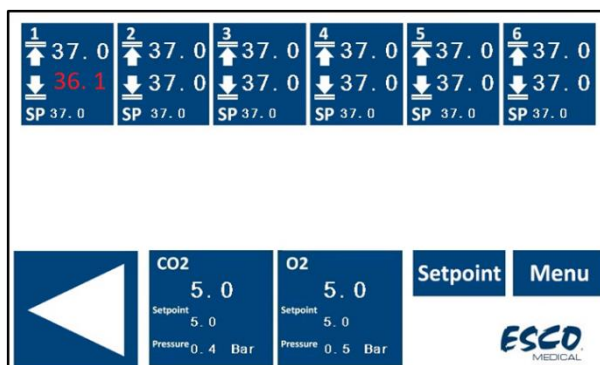 1 2 3 4 5 6
37.0 37.0 37.0 37.0 37.0 37.0
36.1 37.0 37.0 37.0 37.0 37.0
SP 37.0 SP 37.0 SP 37.0 SP 37.0 SP 37.0 SP 37.0
CO2
5.0
Setpoint
5.0
Pressure 0.4 Bar
O2
5.0
Setpoint
5.0
Pressure 0.5 Bar
Setpoint
Menu
ESCO
MEDICAL